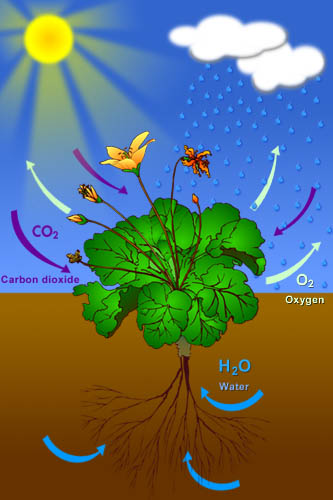 CO₂
Carbon dioxide
O₂
Oxygen
H₂O
Water